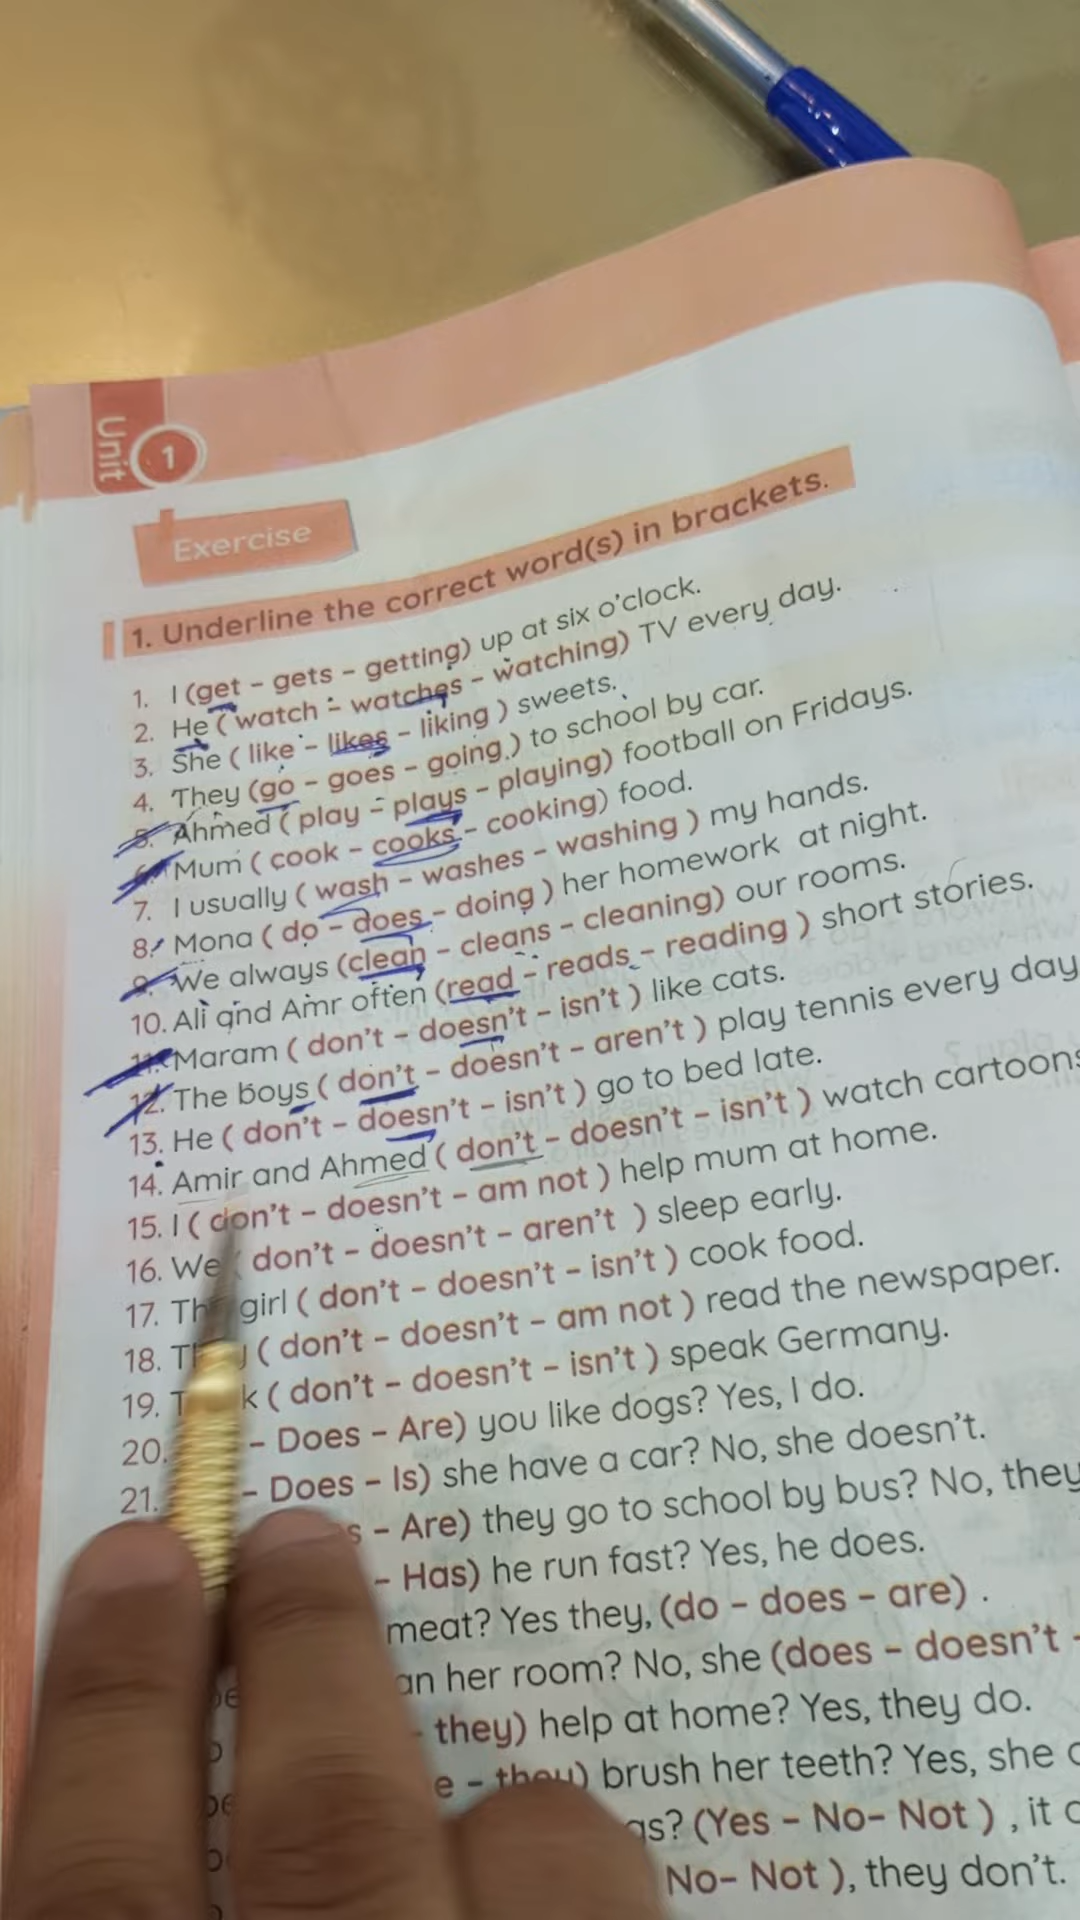 Unit 1
Exercise
1. Underline the correct word(s) in brackets.
1. I (get - gets - getting) up at six o'clock.
2. He ( watch - watches - watching) TV every day.
3. She ( like - likes - liking ) sweets.
4. They (go - goes - going ) to school by car.
5. Ahmed ( play - plays - playing) football on Fridays.
Mum ( cook - cooks - cooking) food.
7. I usually ( wash - washes - washing ) my hands.
8. Mona ( do - does - doing ) her homework at night.
9. We always (clean - cleans - cleaning) our rooms.
10. Ali and Amr often (read - reads - reading ) short stories.
11. Maram ( don't - doesn't - isn't ) like cats.
12. The boys ( don't - doesn't - aren't ) play tennis every day
13. He ( don't - doesn't - isn't ) go to bed late.
14. Amir and Ahmed ( don't - doesn't - isn't ) watch cartoons
15. I ( don't - doesn't - am not ) help mum at home.
16. We ( don't - doesn't - aren't ) sleep early.
17. girl ( don't - doesn't - isn't ) cook food.
18. ( don't - doesn't - am not ) read the newspaper.
19. ( don't - doesn't - isn't ) speak Germany.
20. - Does - Are) you like dogs? Yes, I do.
21. - Does - Is) she have a car? No, she doesn't.
- Are) they go to school by bus? No, they
- Has) he run fast? Yes, he does.
meat? Yes they, (do - does - are) .
her room? No, she (does - doesn't -
- they) help at home? Yes, they do.
- they) brush her teeth? Yes, she
(Yes - No- Not ) , it
No- Not ), they don't.